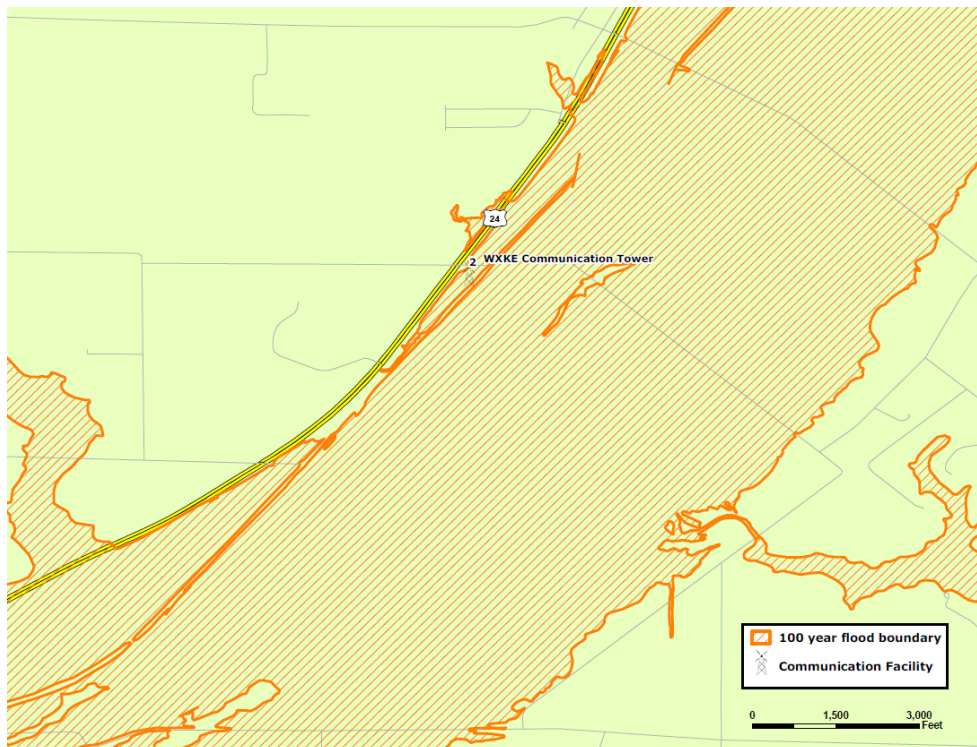 24
2 WXKE Communication Tower
100 year flood boundary
Communication Facility
0 1,500 3,000
Feet